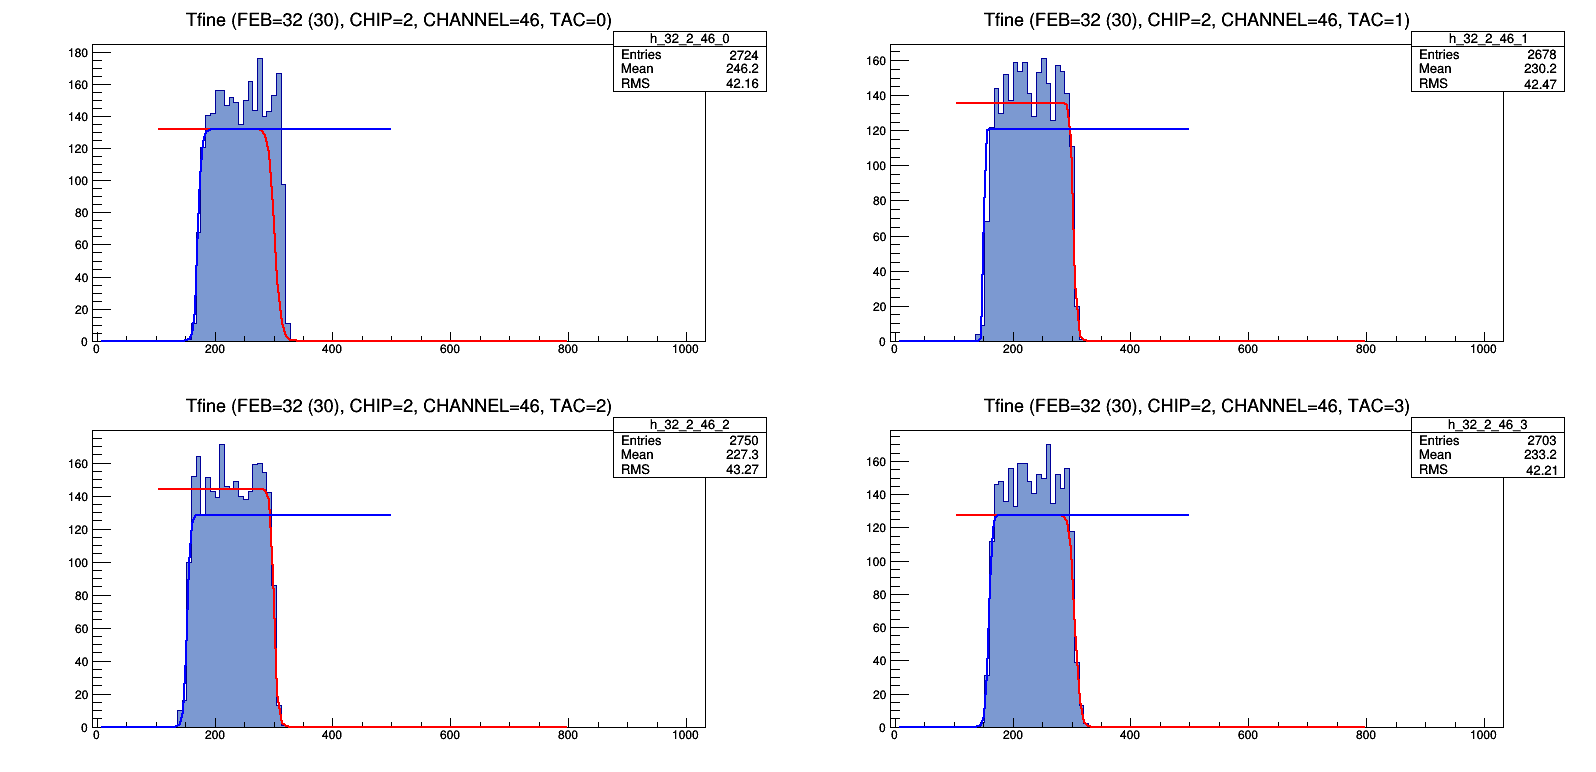 Tfine (FEB=32 (30), CHIP=2, CHANNEL=46, TAC=0)
h_32_2_46_0
Entries 2724
Mean 246.2
RMS 42.16
180
160
140
120
100
80
60
40
20
0
0 200 400 600 800 1000
Tfine (FEB=32 (30), CHIP=2, CHANNEL=46, TAC=1)
h_32_2_46_1
Entries 2678
Mean 230.2
RMS 42.47
160
140
120
100
80
60
40
20
0
0 200 400 600 800 1000
Tfine (FEB=32 (30), CHIP=2, CHANNEL=46, TAC=2)
h_32_2_46_2
Entries 2750
Mean 227.3
RMS 43.27
160
140
120
100
80
60
40
20
0
0 200 400 600 800 1000
Tfine (FEB=32 (30), CHIP=2, CHANNEL=46, TAC=3)
h_32_2_46_3
Entries 2703
Mean 233.2
RMS 42.21
160
140
120
100
80
60
40
20
0
0 200 400 600 800 1000